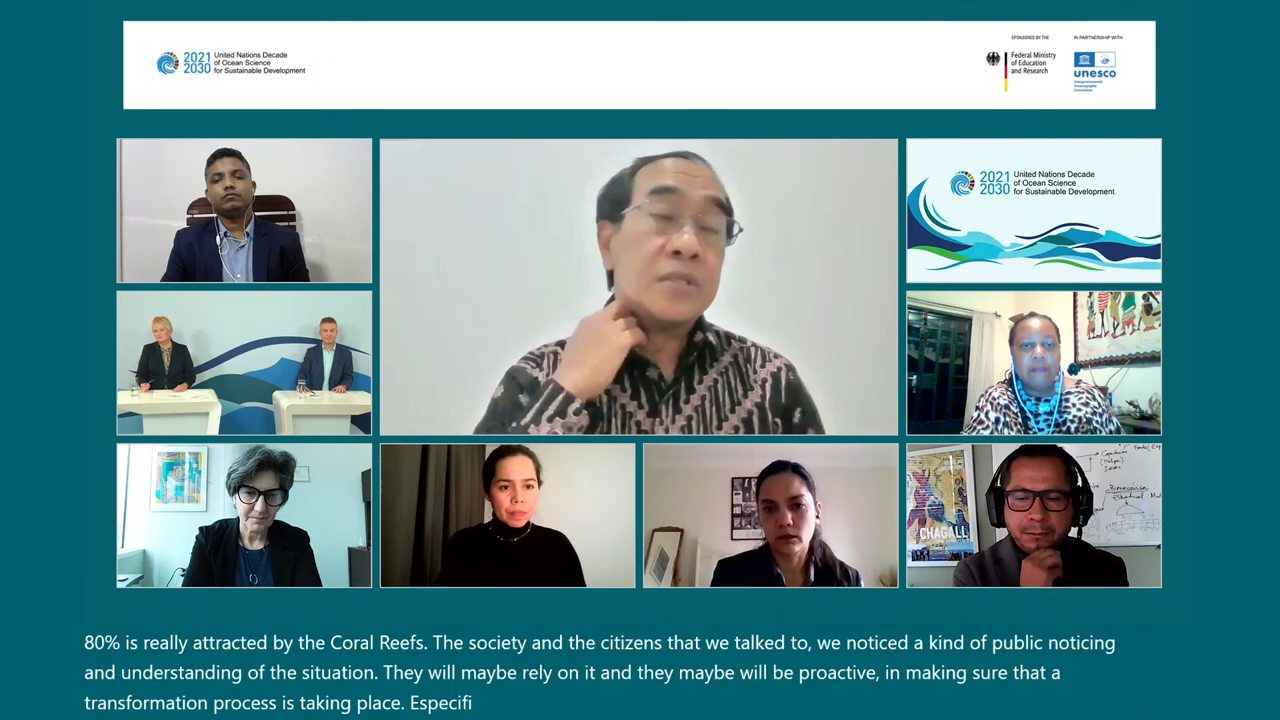 2021
2030
United Nations Decade
of Ocean Science
for Sustainable Development
SPONSORED BY THE
Federal Ministry
of Education
and Research
IN PARTNERSHIP WITH
unesco
Intergovernmental
Oceanographic
Commission
2021
2030
United Nations Decade
of Ocean Science
for Sustainable Development
CHAGALL
80% is really attracted by the Coral Reefs. The society and the citizens that we talked to, we noticed a kind of public noticing
and understanding of the situation. They will maybe rely on it and they maybe will be proactive, in making sure that a
transformation process is taking place. Especifi